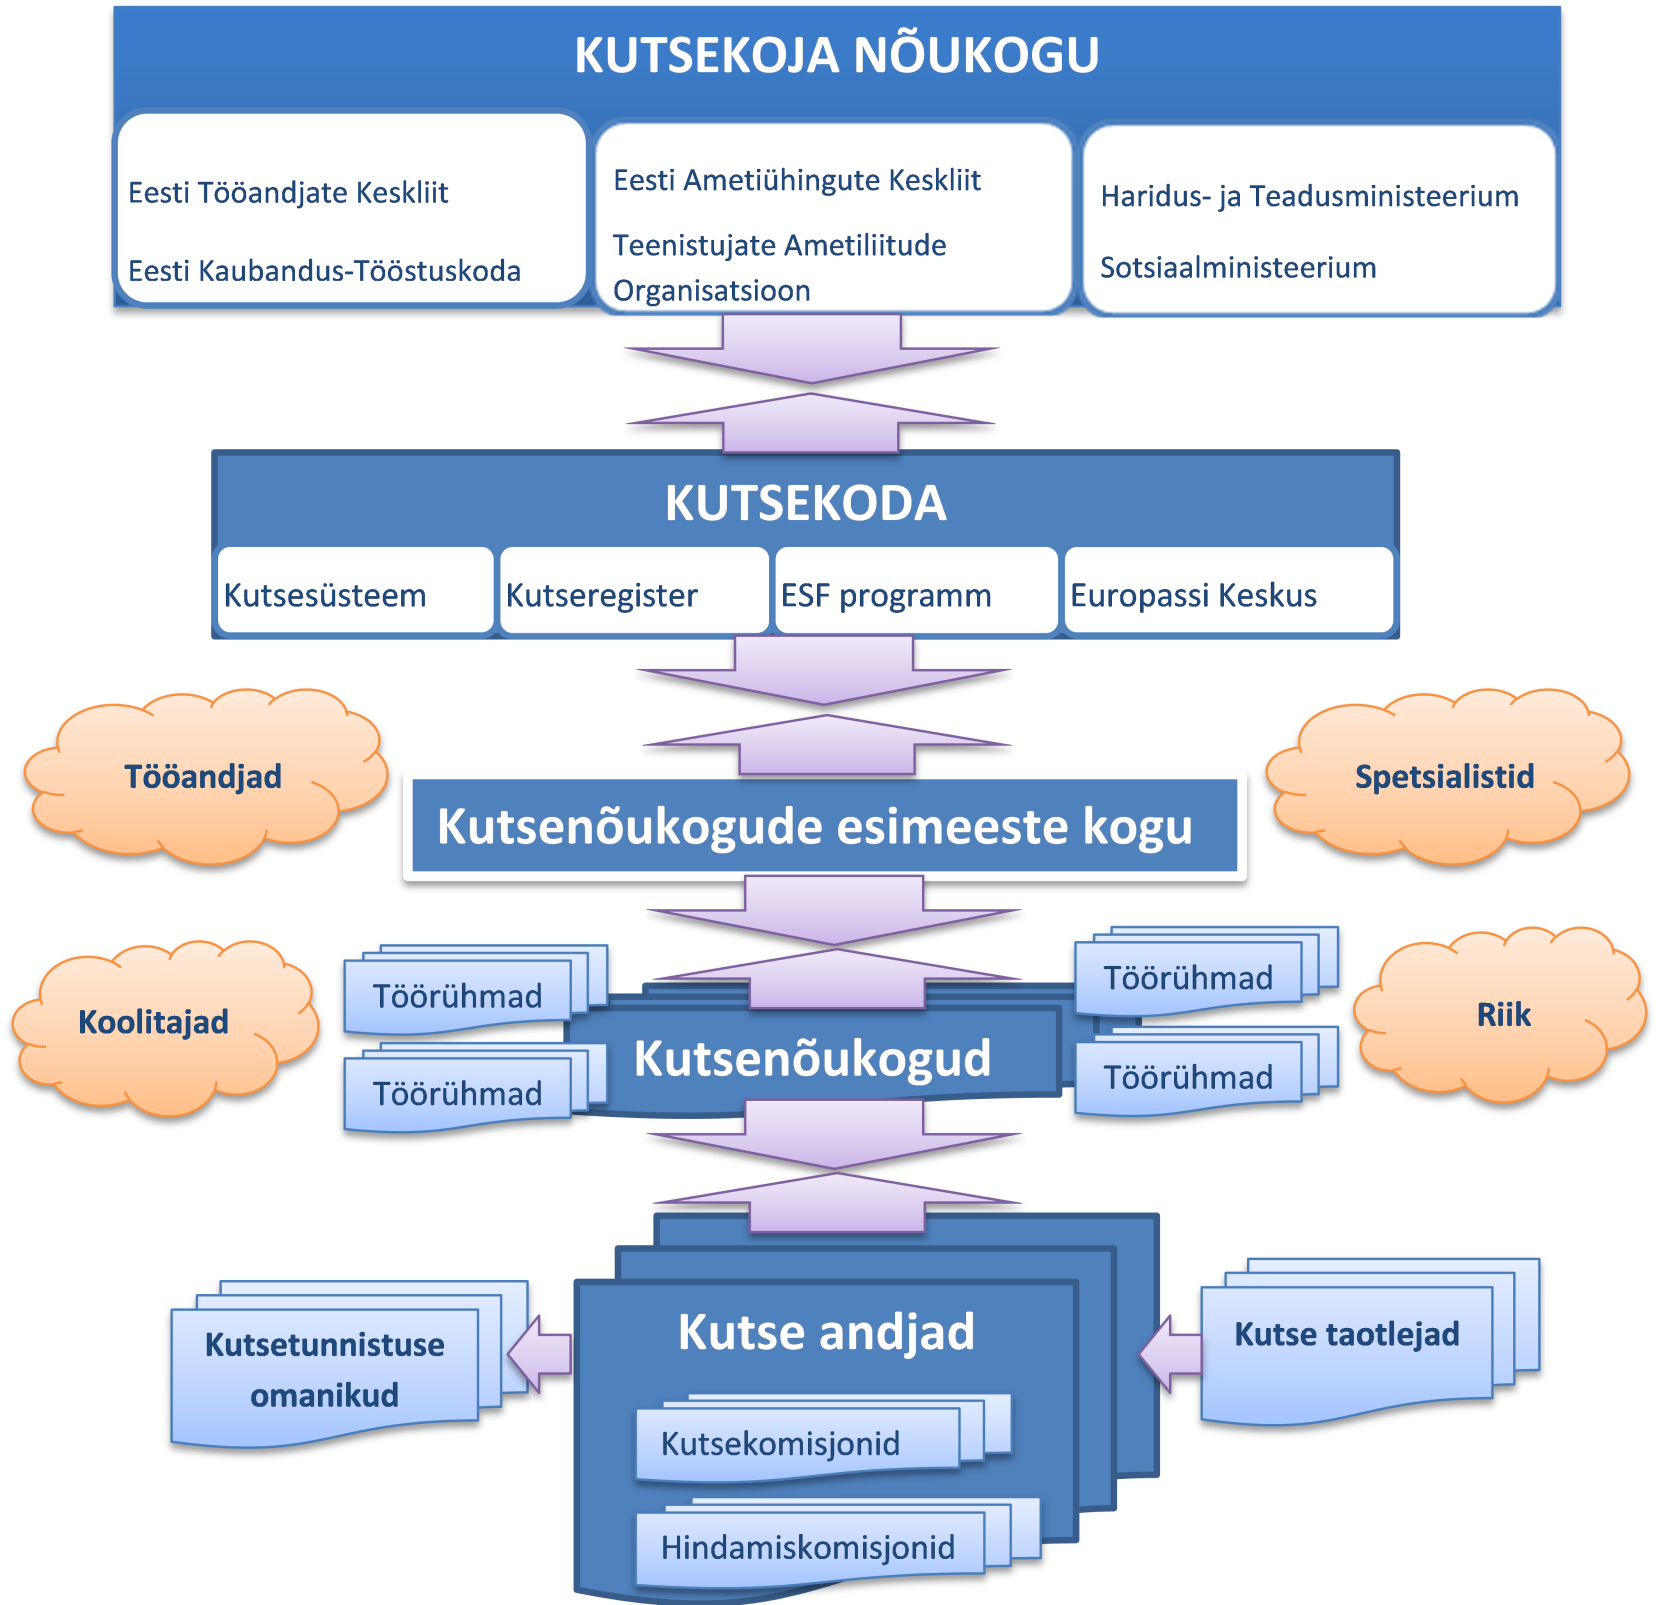 KUTSEKOJA NÕUKOGU
Eesti Tööandjate Keskliit
Eesti Kaubandus-Tööstuskoda
Eesti Ametiühingute Keskliit
Teenistujate Ametiliitude
Organisatsioon
Haridus- ja Teadusministeerium
Sotsiaalministeerium
KUTSEKODA
Kutsesüsteem
Kutseregister
ESF programm
Europassi Keskus
Tööandjad
Spetsialistid
Kutsenõukogude esimeeste kogu
Koolitajad
Töörühmad
Töörühmad
Kutsenõukogud
Töörühmad
Töörühmad
Riik
Kutsetunnistuse
omanikud
Kutse andjad
Kutsekomisjonid
Hindamiskomisjonid
Kutse taotlejad